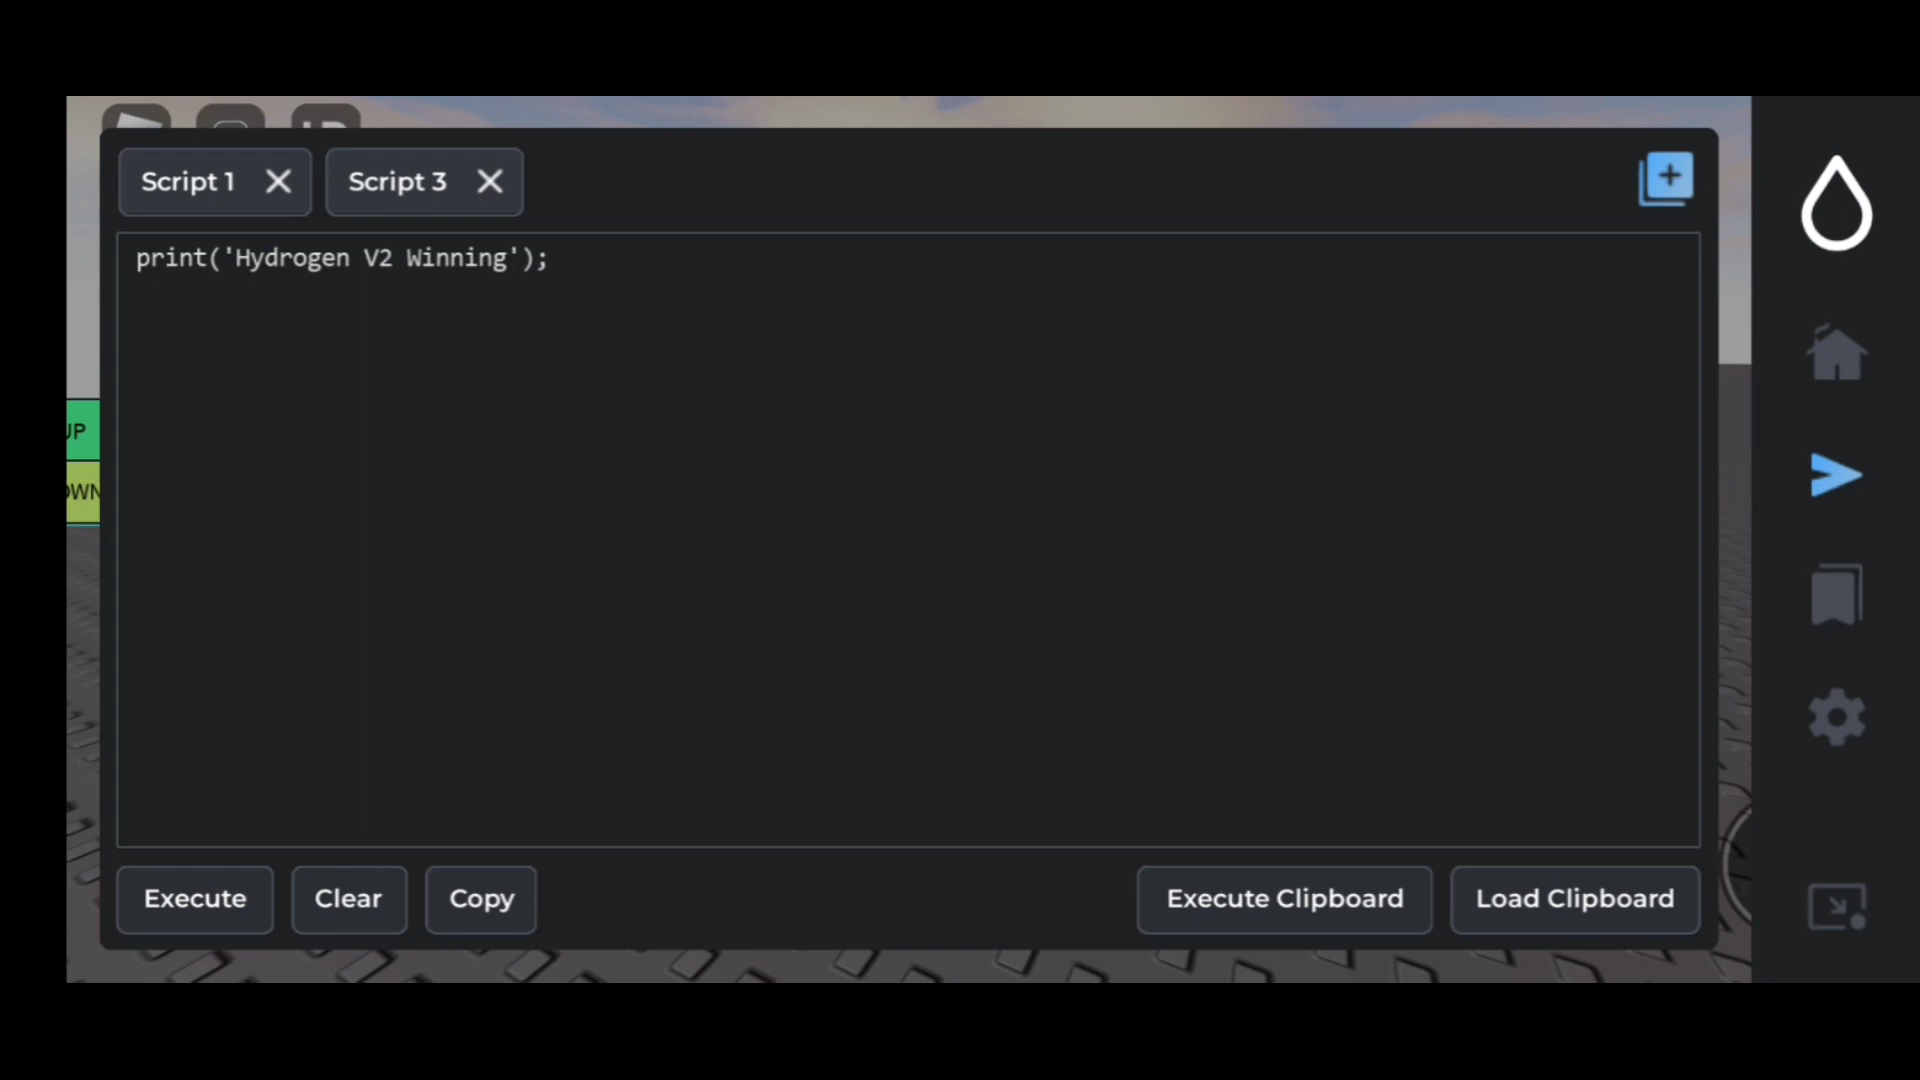 Script 1
Script 3
print('Hydrogen V2 Winning');
Execute
Clear
Copy
Execute Clipboard
Load Clipboard